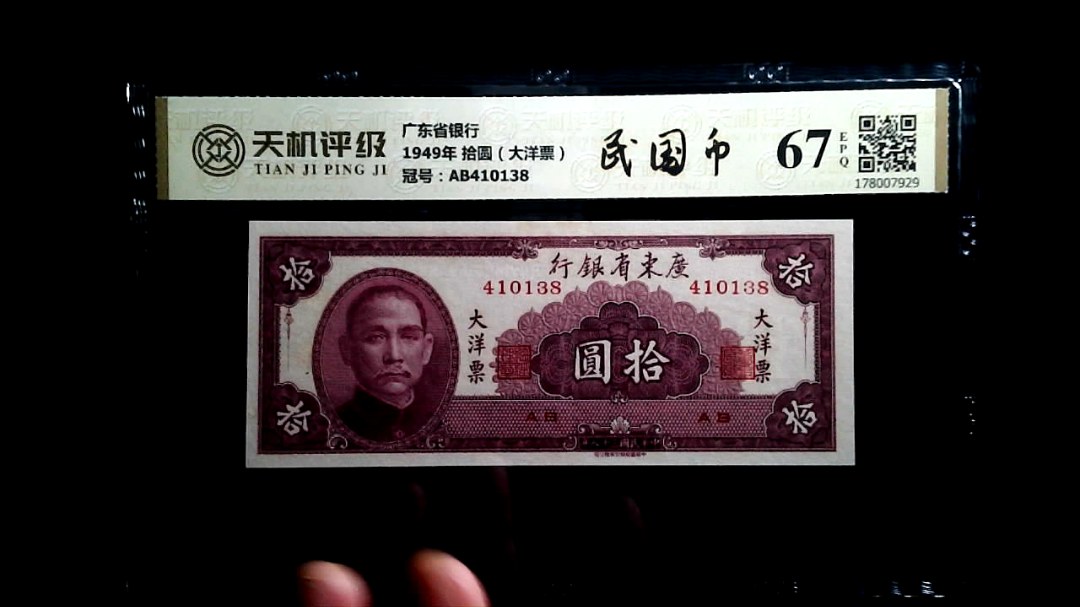 天机评级
TIAN JI PING JI
广东省银行
1949年 拾圆（大洋票）
冠号：AB410138
民国币
67
EPQ
178007929
行銀省東廣
410138 410138
拾 拾
大洋票 大洋票
圓拾
AB AB
拾 拾